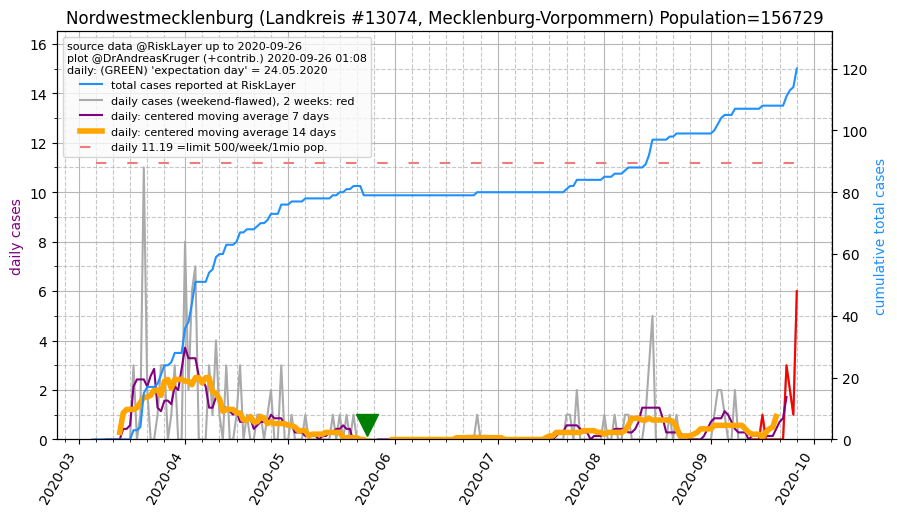 Nordwestmecklenburg (Landkreis #13074, Mecklenburg-Vorpommern) Population=156729
source data @RiskLayer up to 2020-09-26
plot @DrAndreasKruger (+contrib.) 2020-09-26 01:08
daily: (GREEN) 'expectation day' = 24.05.2020
total cases reported at RiskLayer
daily cases (weekend-flawed), 2 weeks: red
daily: centered moving average 7 days
daily: centered moving average 14 days
daily 11.19 =limit 500/week/1mio pop.
daily cases
16
14
12
10
8
6
4
2
0
cumulative total cases
120
100
80
60
40
20
0
2020-03
2020-04
2020-05
2020-06
2020-07
2020-08
2020-09
2020-10